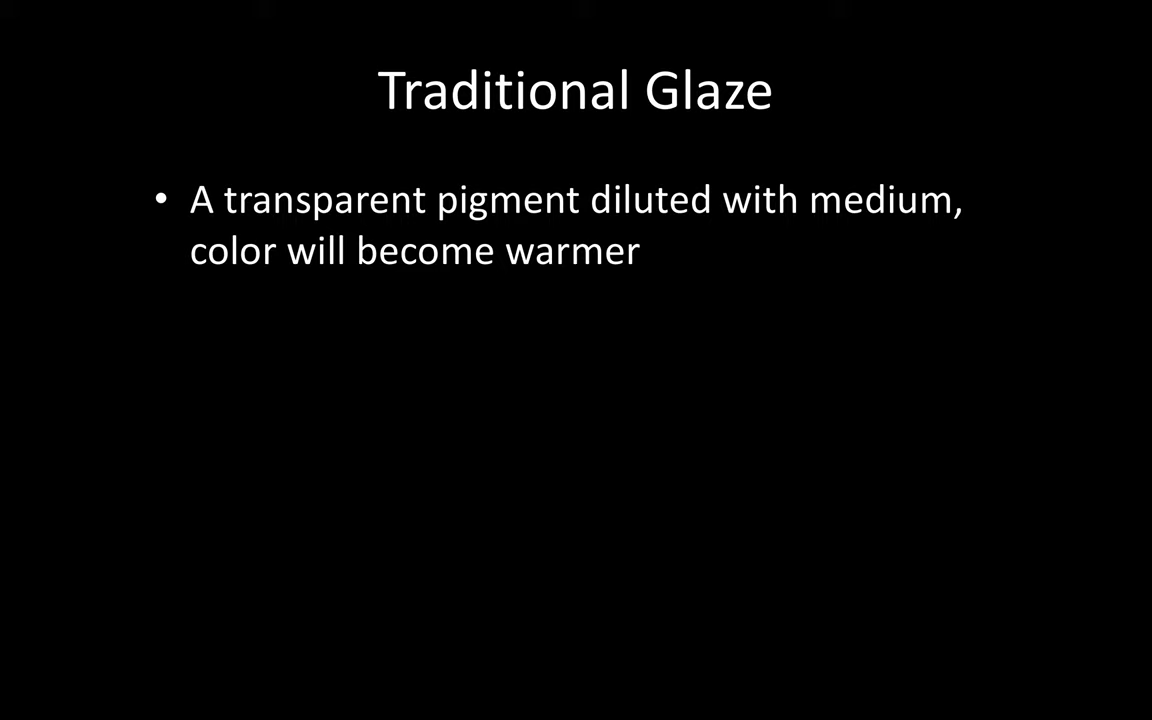 Traditional Glaze
• A transparent pigment diluted with medium,
color will become warmer